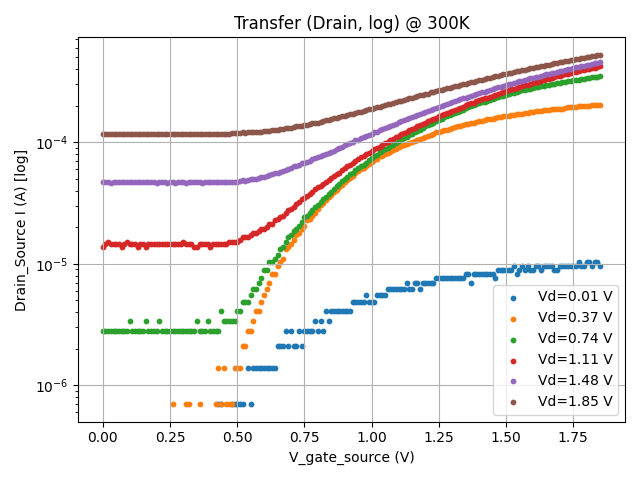 Transfer (Drain, log) @ 300K
Drain_Source I (A) [log]
10⁻⁴
10⁻⁵
10⁻⁶
Vd=0.01 V
Vd=0.37 V
Vd=0.74 V
Vd=1.11 V
Vd=1.48 V
Vd=1.85 V
0.00 0.25 0.50 0.75 1.00 1.25 1.50 1.75
V_gate_source (V)